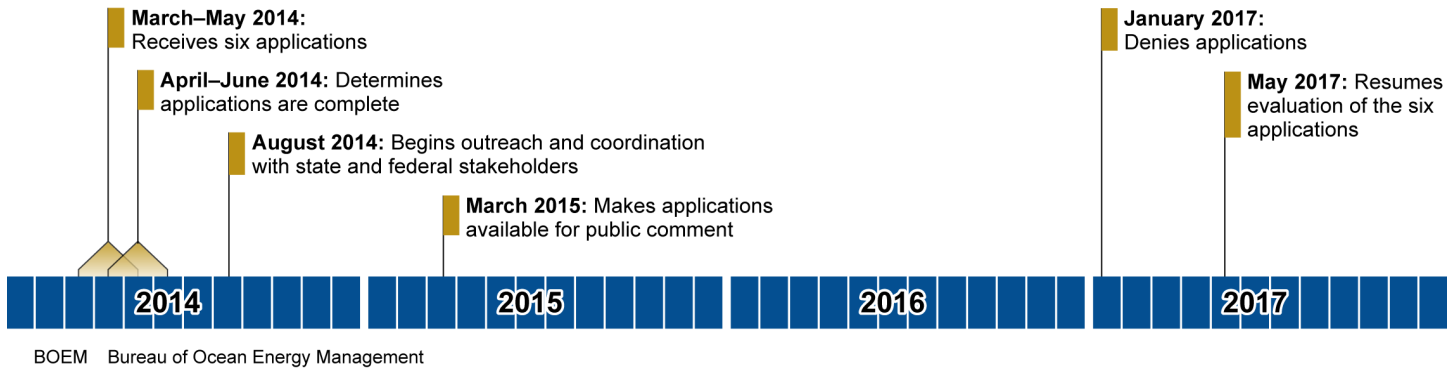 March–May 2014:
Receives six applications
April–June 2014: Determines
applications are complete
August 2014: Begins outreach and coordination
with state and federal stakeholders
March 2015: Makes applications
available for public comment
January 2017:
Denies applications
May 2017: Resumes
evaluation of the six
applications
2014
2015
2016
2017
BOEM Bureau of Ocean Energy Management